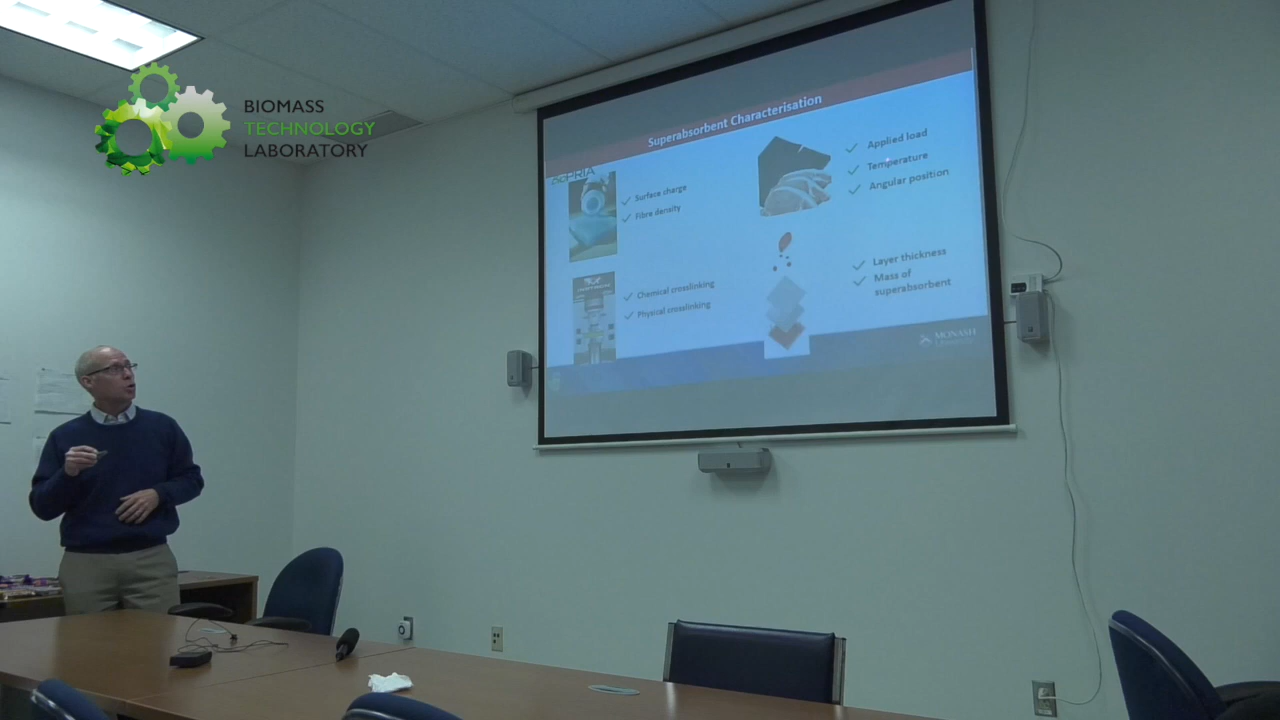 BIOMASS
TECHNOLOGY
LABORATORY
Superabsorbent Characterisation
Surface charge
Fibre density
Applied load
Temperature
Angular position
Chemical crosslinking
Physical crosslinking
Layer thickness
Mass of
superabsorbent
MONASH